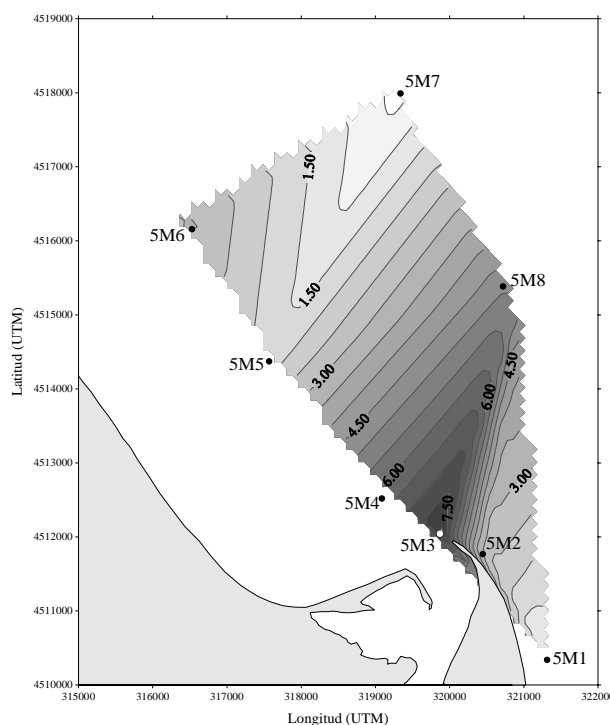 4519000
4518000
4517000
4516000
4515000
4514000
4513000
4512000
4511000
4510000
Latitud (UTM)
5M7
1.50
5M6
5M8
1.50
5M5
4.50
3.00
6.00
4.50
6.00
3.00
5M4
7.50
5M3
5M2
5M1
315000 316000 317000 318000 319000 320000 321000 322000
Longitud (UTM)